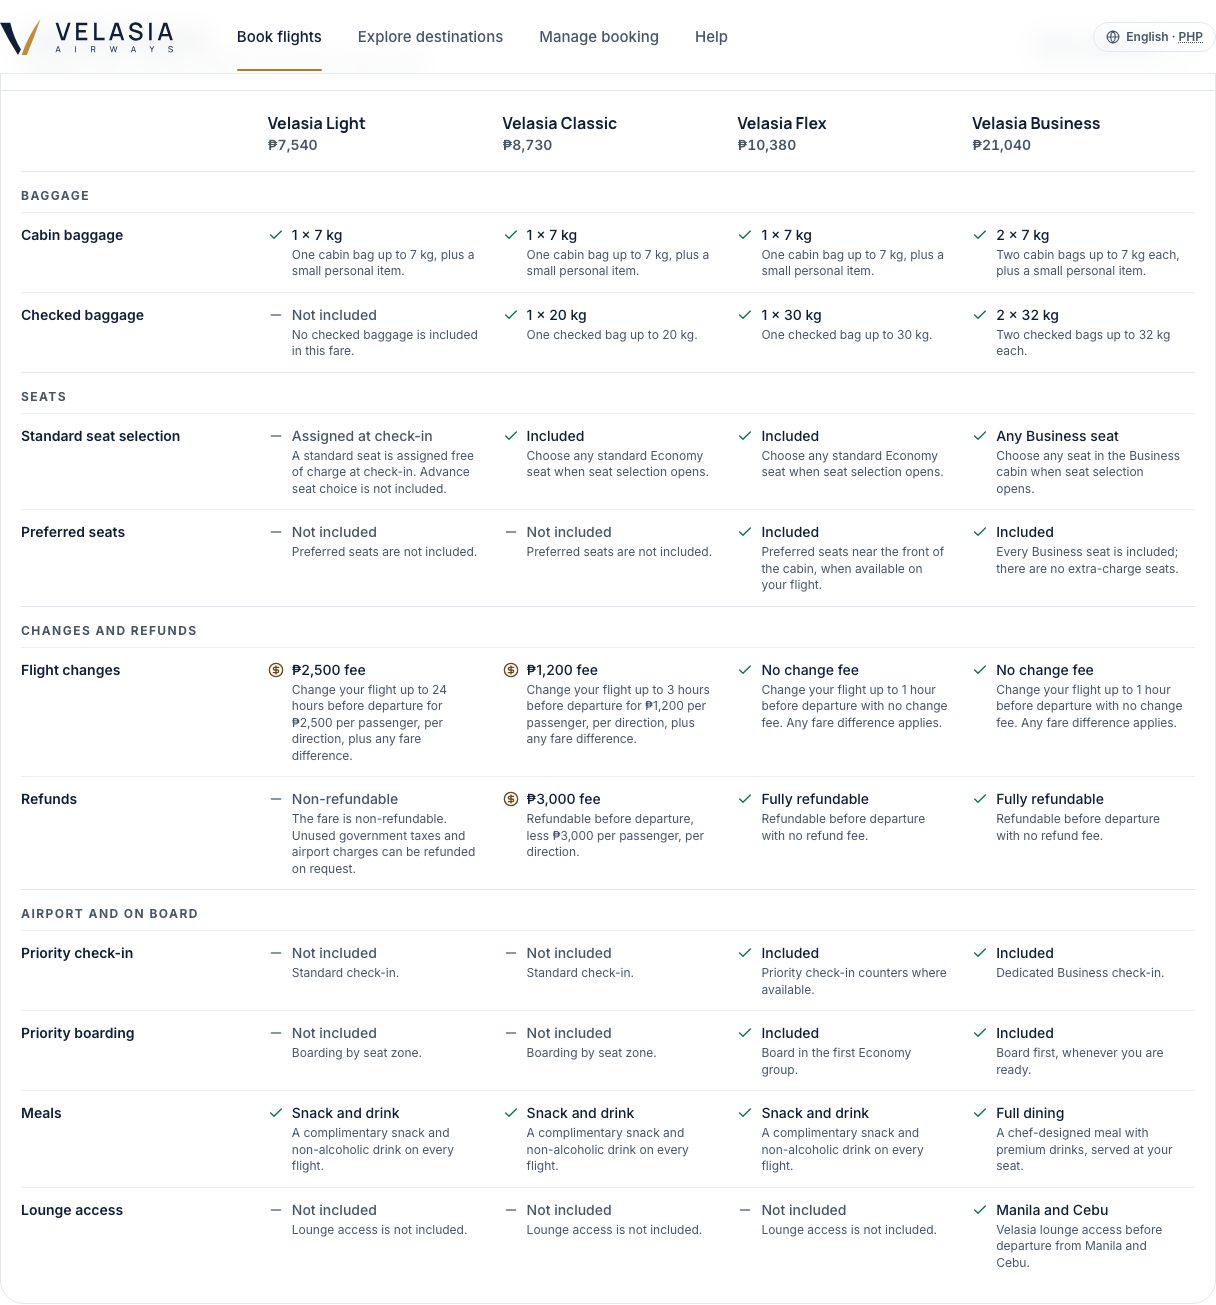 VELASIA
AIRWAYS
Book flights
Explore destinations
Manage booking
Help
English · PHP
Velasia Light
₱7,540
Velasia Classic
₱8,730
Velasia Flex
₱10,380
Velasia Business
₱21,040
BAGGAGE
Cabin baggage
1 × 7 kg
One cabin bag up to 7 kg, plus a
small personal item.
1 × 7 kg
One cabin bag up to 7 kg, plus a
small personal item.
1 × 7 kg
One cabin bag up to 7 kg, plus a
small personal item.
2 × 7 kg
Two cabin bags up to 7 kg each,
plus a small personal item.
Checked baggage
Not included
No checked baggage is included
in this fare.
1 × 20 kg
One checked bag up to 20 kg.
1 × 30 kg
One checked bag up to 30 kg.
2 × 32 kg
Two checked bags up to 32 kg
each.
SEATS
Standard seat selection
Assigned at check-in
A standard seat is assigned free
of charge at check-in. Advance
seat choice is not included.
Included
Choose any standard Economy
seat when seat selection opens.
Included
Choose any standard Economy
seat when seat selection opens.
Any Business seat
Choose any seat in the Business
cabin when seat selection
opens.
Preferred seats
Not included
Preferred seats are not included.
Not included
Preferred seats are not included.
Included
Preferred seats near the front of
the cabin, when available on
your flight.
Included
Every Business seat is included;
there are no extra-charge seats.
CHANGES AND REFUNDS
Flight changes
₱2,500 fee
Change your flight up to 24
hours before departure for
₱2,500 per passenger, per
direction, plus any fare
difference.
₱1,200 fee
Change your flight up to 3 hours
before departure for ₱1,200 per
passenger, per direction, plus
any fare difference.
No change fee
Change your flight up to 1 hour
before departure with no change
fee. Any fare difference applies.
No change fee
Change your flight up to 1 hour
before departure with no change
fee. Any fare difference applies.
Refunds
Non-refundable
The fare is non-refundable.
Unused government taxes and
airport charges can be refunded
on request.
₱3,000 fee
Refundable before departure,
less ₱3,000 per passenger, per
direction.
Fully refundable
Refundable before departure
with no refund fee.
Fully refundable
Refundable before departure
with no refund fee.
AIRPORT AND ON BOARD
Priority check-in
Not included
Standard check-in.
Not included
Standard check-in.
Included
Priority check-in counters where
available.
Included
Dedicated Business check-in.
Priority boarding
Not included
Boarding by seat zone.
Not included
Boarding by seat zone.
Included
Board in the first Economy
group.
Included
Board first, whenever you are
ready.
Meals
Snack and drink
A complimentary snack and
non-alcoholic drink on every
flight.
Snack and drink
A complimentary snack and
non-alcoholic drink on every
flight.
Snack and drink
A complimentary snack and
non-alcoholic drink on every
flight.
Full dining
A chef-designed meal with
premium drinks, served at your
seat.
Lounge access
Not included
Lounge access is not included.
Not included
Lounge access is not included.
Not included
Lounge access is not included.
Manila and Cebu
Velasia lounge access before
departure from Manila and
Cebu.